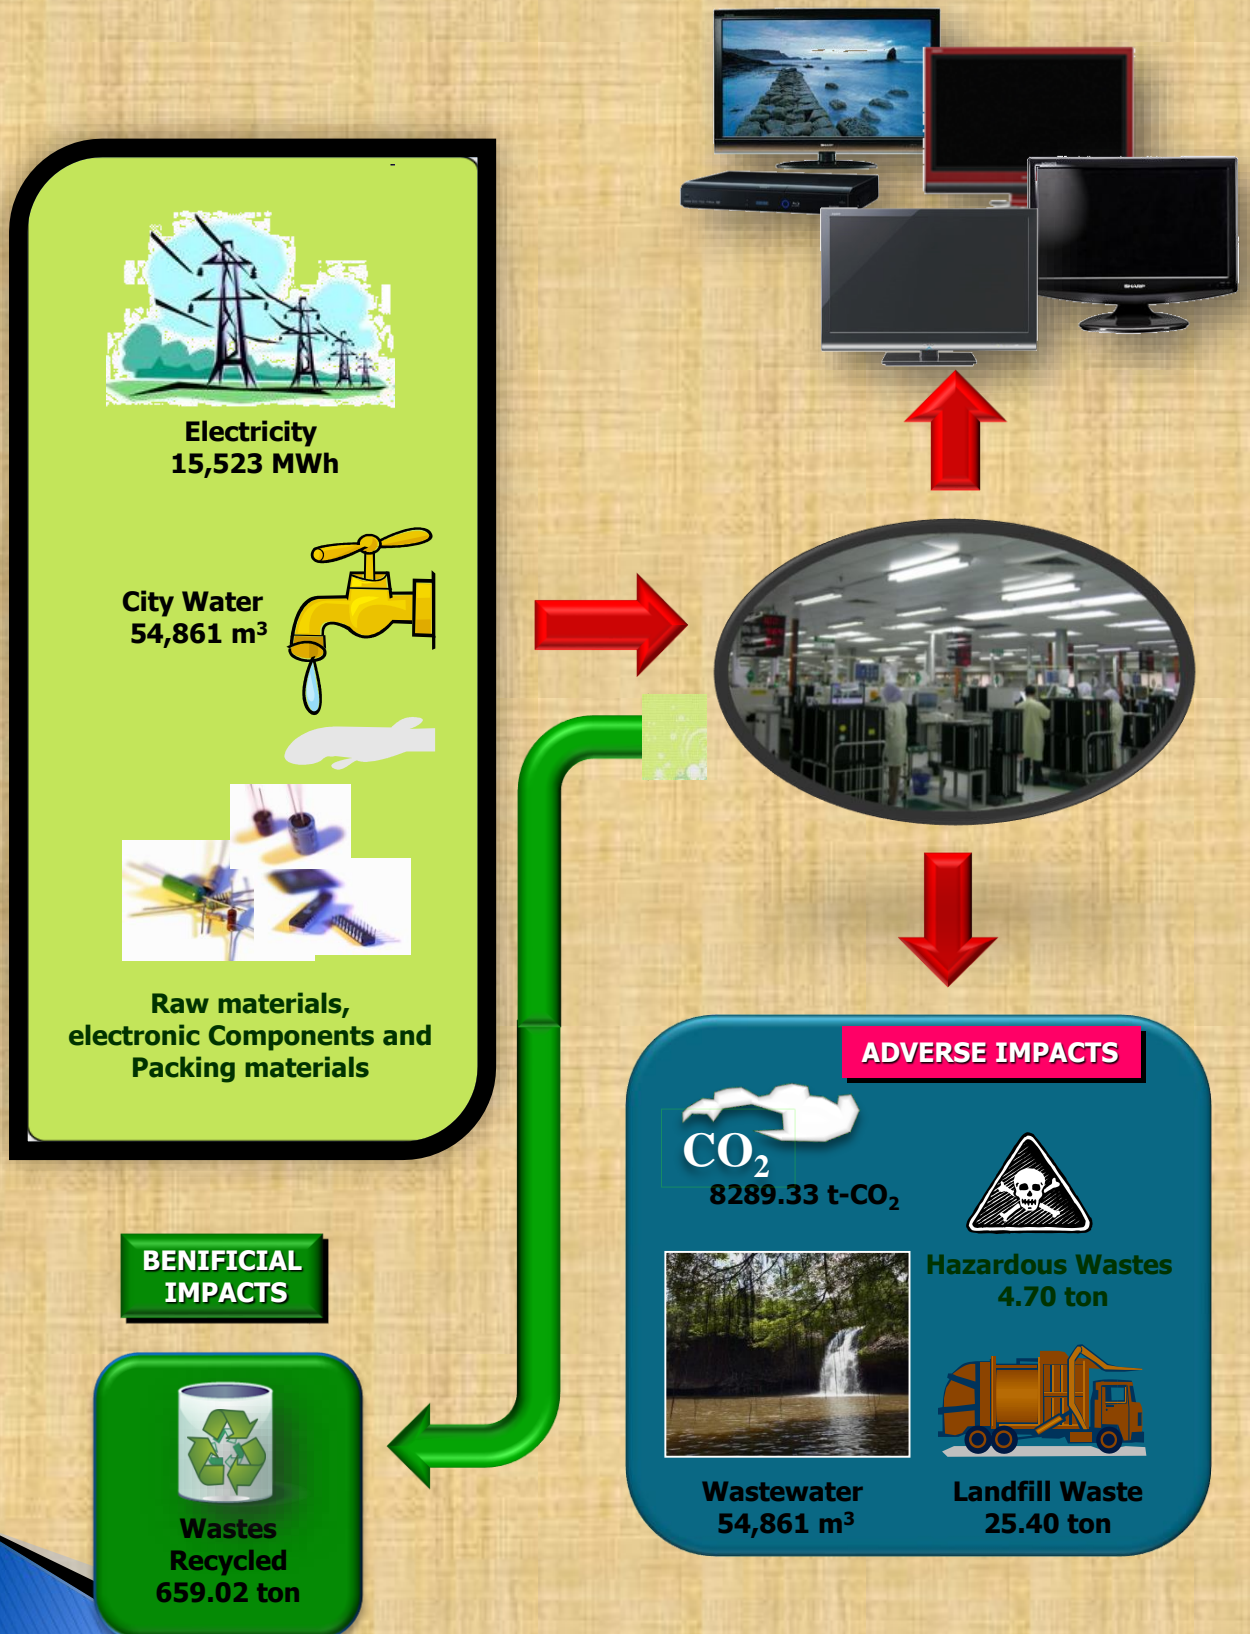 Electricity
15,523 MWh
City Water
54,861 m³
Raw materials,
electronic Components and
Packing materials
SHARP
ADVERSE IMPACTS
CO₂
8289.33 t-CO₂
Hazardous Wastes
4.70 ton
Wastewater
54,861 m³
Landfill Waste
25.40 ton
BENIFICIAL
IMPACTS
Wastes
Recycled
659.02 ton